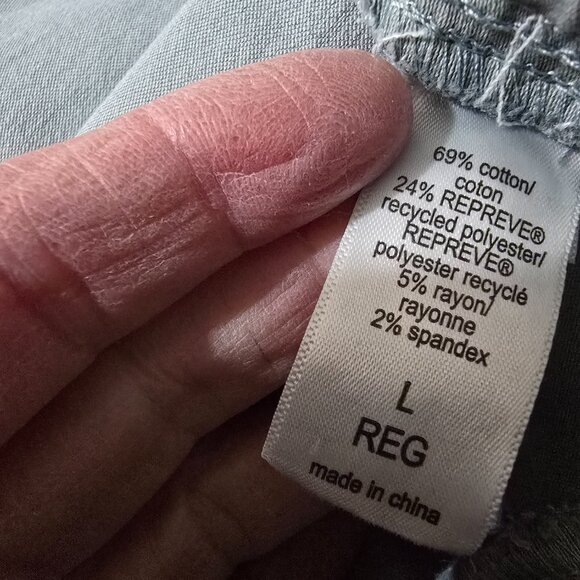 69% cotton/
coton
24% REPREVE®
recycled polyester/
REPREVE®
polyester recyclé
5% rayon/
rayonne
2% spandex
L
REG
made in china